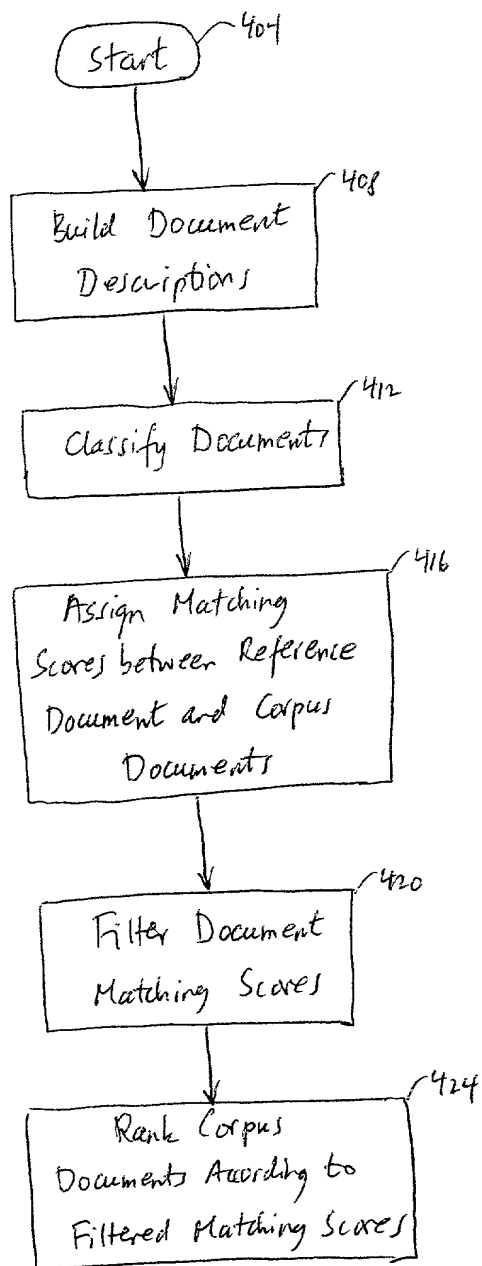 404
Start
408
Build Document
Descriptions
412
Classify Documents
416
Assign Matching
Scores between Reference
Document and Corpus
Documents
420
Filter Document
Matching Scores
424
Rank Corpus
Documents According to
Filtered Matching Scores